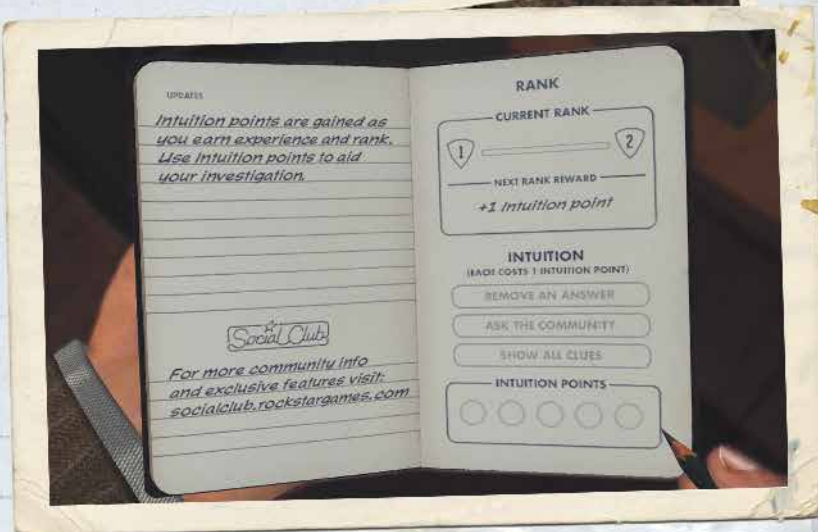 UPDATES
Intuition points are gained as
you earn experience and rank.
Use Intuition points to aid
your investigation.
Social Club
For more community info
and exclusive features visit:
socialclub.rockstargames.com
RANK
CURRENT RANK
1
2
NEXT RANK REWARD
+1 Intuition point
INTUITION
(EACH COSTS 1 INTUITION POINT)
REMOVE AN ANSWER
ASK THE COMMUNITY
SHOW ALL CLUES
INTUITION POINTS